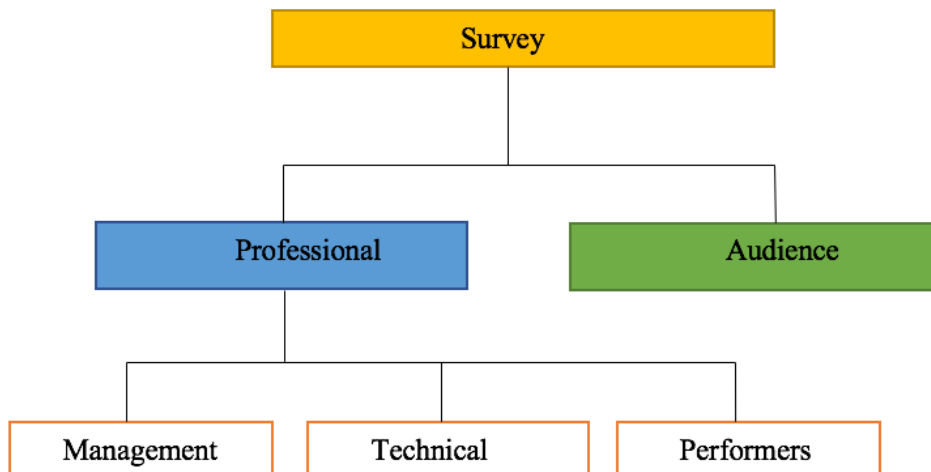 Survey
Professional
Audience
Management
Technical
Performers